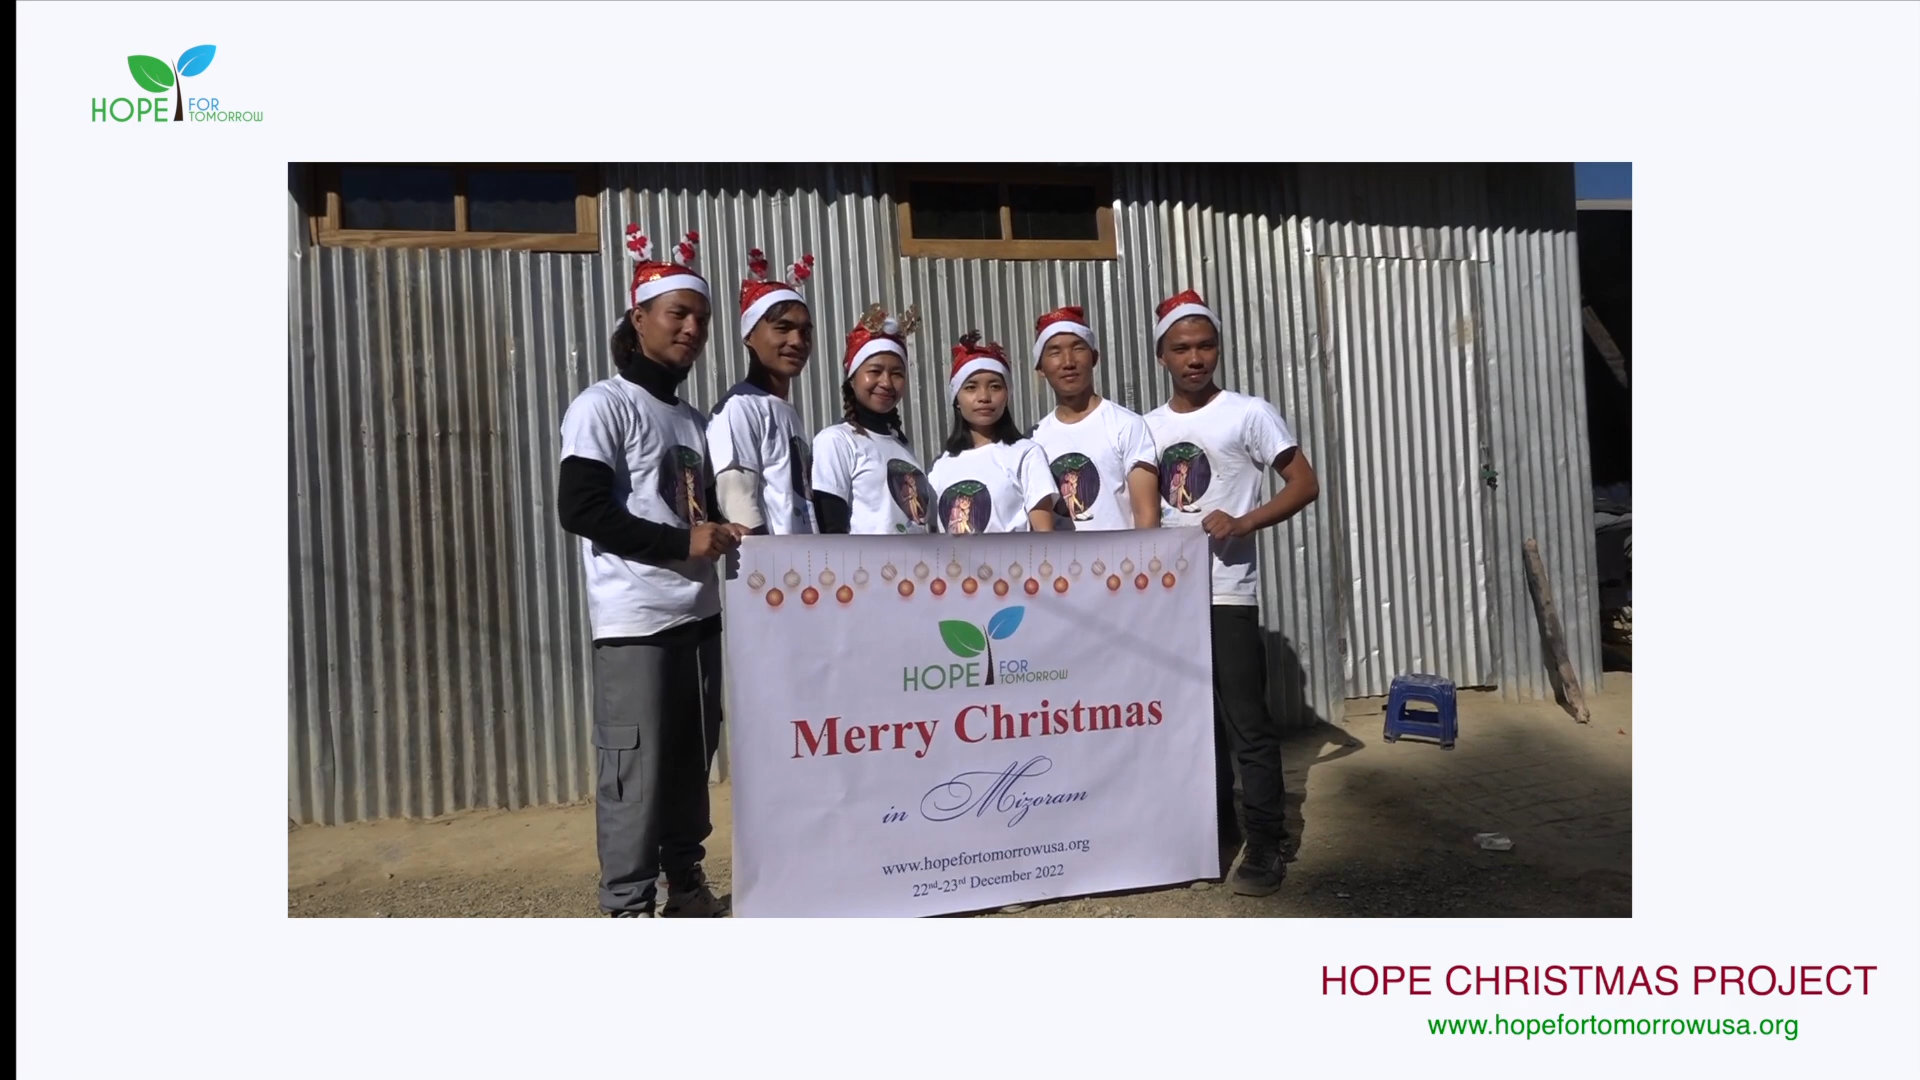 HOPE FOR
TOMORROW
HOPE FOR
TOMORROW
Merry Christmas
in Mizoram
www.hopefortomorrowusa.org
22nd-23rd December 2022
HOPE CHRISTMAS PROJECT
www.hopefortomorrowusa.org